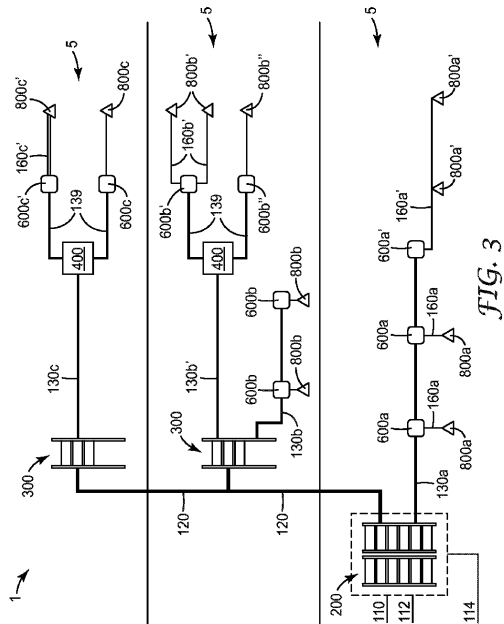 1
5
300
130c
400
139
600c'
600c
160c'
800c'
800c
120
5
300
130b'
130b
400
139
600b'
600b"
160b'
800b'
800b"
600b
600b
800b
800b
120
5
200
110
112
114
130a
600a
600a
160a
160a
800a
800a
600a'
160a'
800a'
800a'
FIG. 3